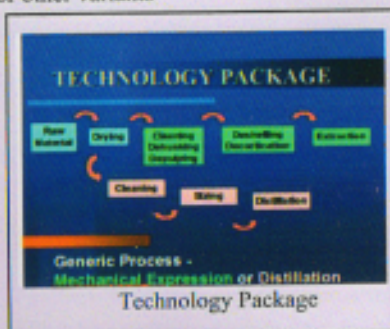 TECHNOLOGY PACKAGE
Raw
Material
Drying
Cleaning
Dehusking
Depulping
Deshelling
Decortication
Extraction
Cleaning
Sizing
Distillation
Generic Process -
Mechanical Expression or Distillation
Technology Package